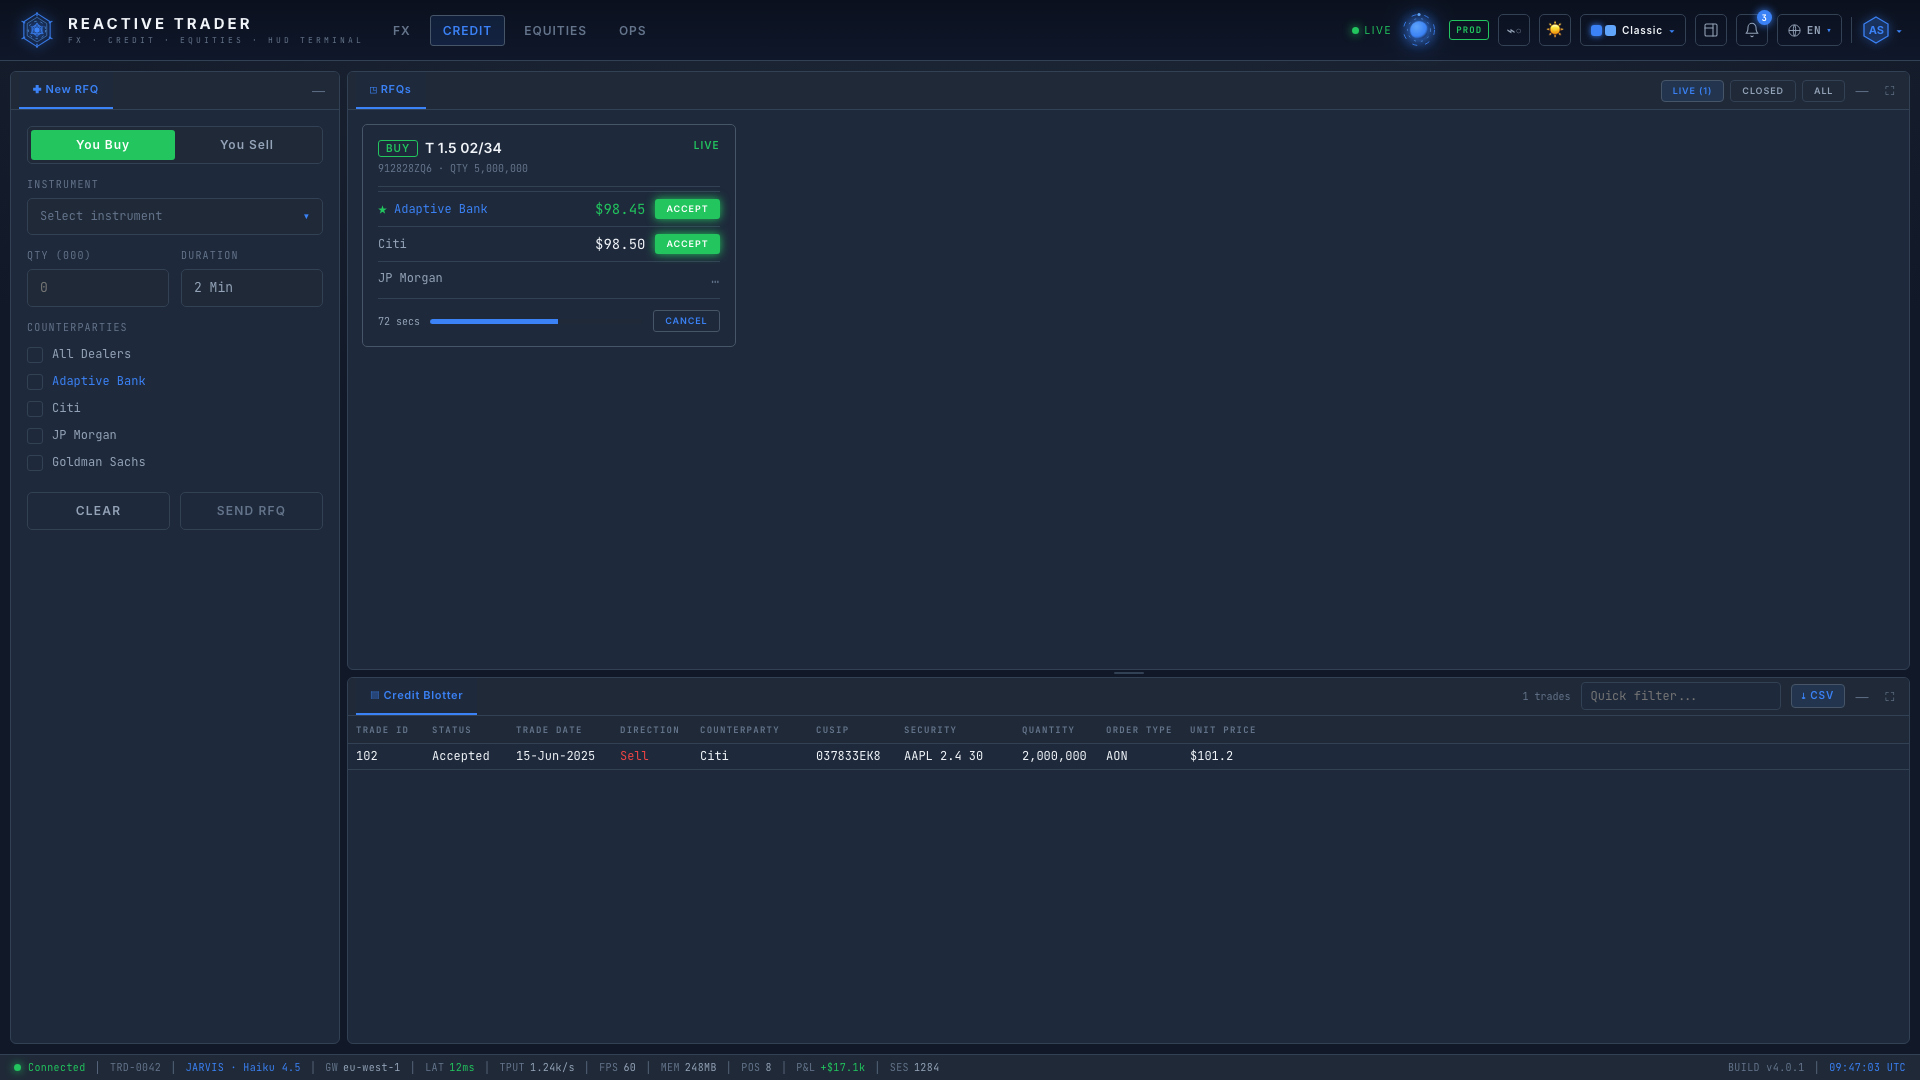 REACTIVE TRADER
FX · CREDIT · EQUITIES · HUD TERMINAL
FX CREDIT EQUITIES OPS
LIVE
PROD
Classic
3
EN
AS
New RFQ
You Buy You Sell
INSTRUMENT
Select instrument
QTY (000) DURATION
0 2 Min
COUNTERPARTIES
All Dealers
Adaptive Bank
Citi
JP Morgan
Goldman Sachs
CLEAR SEND RFQ
RFQs
LIVE (1) CLOSED ALL
BUY T 1.5 02/34 LIVE
912828ZQ6 · QTY 5,000,000
★ Adaptive Bank $98.45 ACCEPT
Citi $98.50 ACCEPT
JP Morgan …
72 secs CANCEL
Credit Blotter
1 trades Quick filter... ↓ CSV
TRADE ID STATUS TRADE DATE DIRECTION COUNTERPARTY CUSIP SECURITY QUANTITY ORDER TYPE UNIT PRICE
102 Accepted 15-Jun-2025 Sell Citi 037833EK8 AAPL 2.4 30 2,000,000 AON $101.2
Connected | TRD-0042 | JARVIS · Haiku 4.5 | GW eu-west-1 | LAT 12ms | TPUT 1.24k/s | FPS 60 | MEM 248MB | POS 8 | P&L +$17.1k | SES 1284
BUILD v4.0.1 | 09:47:03 UTC